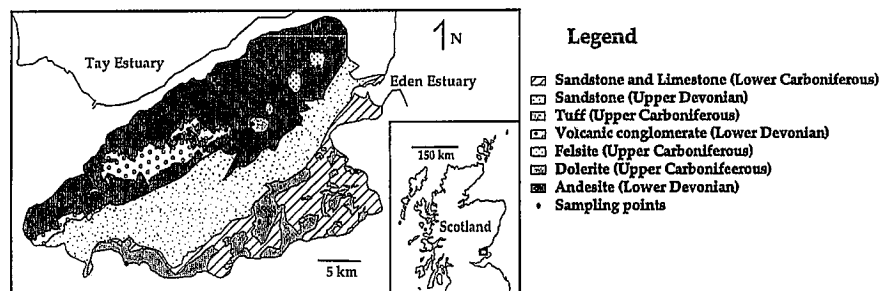 Tay Estuary
N
Eden Estuary
5 km
150 km
Scotland
Legend
Sandstone and Limestone (Lower Carboniferous)
Sandstone (Upper Devonian)
Tuff (Upper Carboniferous)
Volcanic conglomerate (Lower Devonian)
Felsite (Upper Carboniferous)
Dolerite (Upper Carbonifeerous)
Andesite (Lower Devonian)
Sampling points